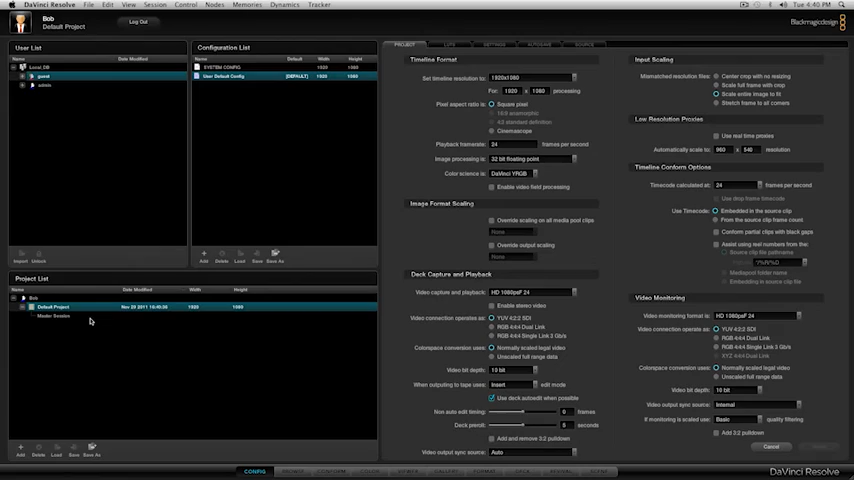 DaVinci Resolve File Edit View Session Control Nodes Memories Dynamics Tracker Tue 4:40 PM
Bob
Default Project
Log Out
Blackmagicdesign
User List
Name Date Modified
Local_DB
guest
admin
Import Unlock
Configuration List
Name Width Height
SYSTEM CONFIG 1920 1080
User Default Config [DEFAULT] 1920 1080
Add Delete Load Save Save As
Project List
Name Date Modified Width Height
Bob
Default Project 1920 1080
Master Session
Add Delete Load Save Save As
PROJECT LUTS SETTINGS AUTOSAVE SOURCE
Timeline Format
Set timeline resolution to: 1920x1080
For: 1920 x 1080 processing
Pixel aspect ratio is: Square pixel
16:9 anamorphic
4:3 standard definition
Cinemascope
Playback framerate: 24 frames per second
Image processing is: 32 bit floating point
Color science is: DaVinci YRGB
Enable video field processing
Image Format Scaling
Override scaling on all media pool clips
None
Override output scaling
None
Deck Capture and Playback
Video capture and playback: HD 1080psF 24
Enable stereo video
Video connection operates as: YUV 4:2:2 SDI
RGB 4:4:4 Dual Link
RGB 4:4:4 Single Link 3 Gb/s
Colorspace conversion uses: Normally scaled legal video
Unscaled full range data
Video bit depth: 10 bit
When outputing to tape uses: Insert edit mode
Use deck autoedit when possible
Non auto edit timing: 0 frames
Deck preroll: 5 seconds
Add and remove 3:2 pulldown
Video output sync source: Auto
Input Scaling
Mismatched resolution files: Center crop with no resizing
Scale full frame with crop
Scale entire image to fit
Stretch frame to all corners
Low Resolution Proxies
Use real time proxies
Automatically scale to: 960 x 540 resolution
Timeline Conform Options
Timecode calculated at: 24 frames per second
Use drop frame timecode
Use Timecode: Embedded in the source clip
From the source clip frame count
Conform partial clips with black gaps
Assist using reel numbers from the:
Source clip file pathname
Mediapool folder name
Embedding in source clip file
Video Monitoring
Video monitoring format is: HD 1080psF 24
Video connection operate as: YUV 4:2:2 SDI
RGB 4:4:4 Dual Link
RGB 4:4:4 Single Link 3 Gb/s
XYZ 4:4:4 Dual Link
Colorspace conversion uses: Normally scaled legal video
Unscaled full range data
Video bit depth: 10 bit
Video output sync source: Internal
If monitoring is scaled use: Basic quality filtering
Add 3:2 pulldown
Cancel
CONFIG BROWSE CONFORM COLOR VIEWER GALLERY FORMAT DECK REVIVAL SCOPE
DaVinci Resolve